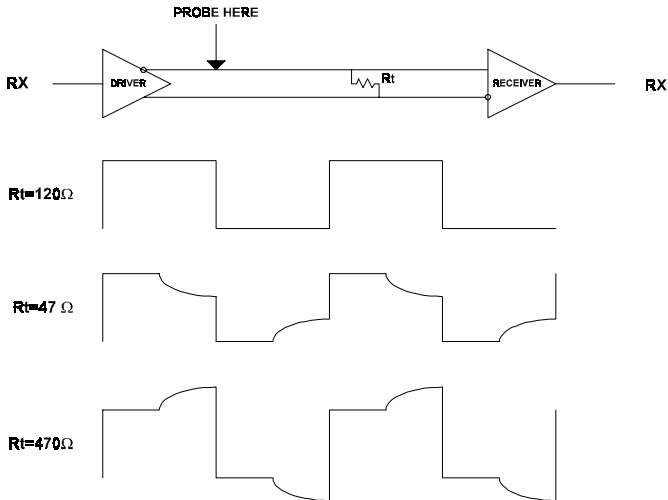 PROBE HERE
RX
DRIVER
Rt
RECEIVER
RX
Rt=120Ω
Rt=47 Ω
Rt=470Ω